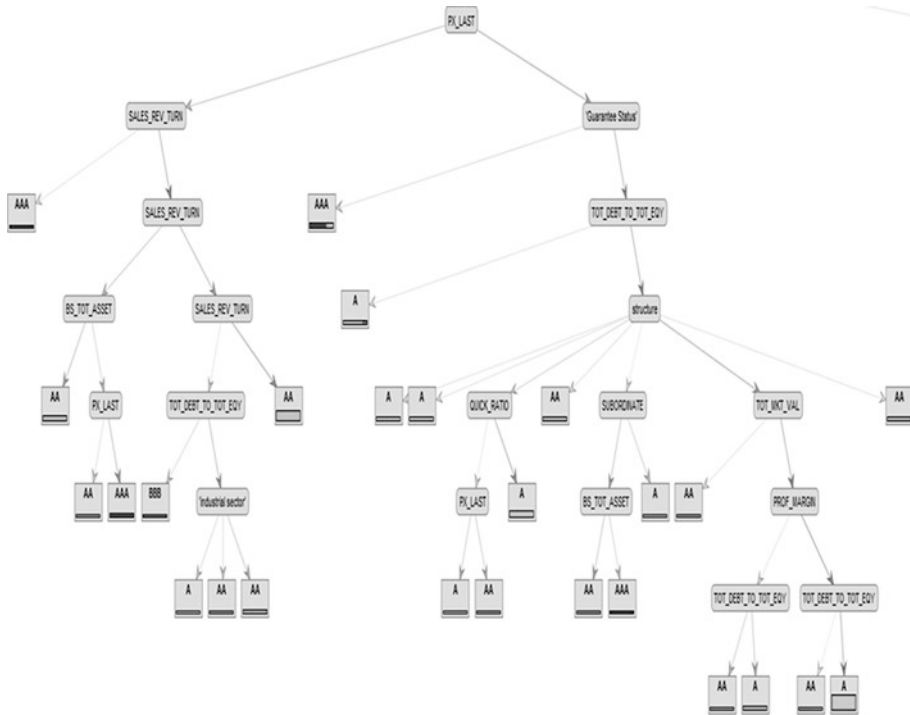 PX_LAST
SALES_REV_TURN
'Guarantee Status'
AAA
SALES_REV_TURN
AAA
TOT_DEBT_TO_TOT_EQY
BS_TOT_ASSET
SALES_REV_TURN
A
structure
AA
PX_LAST
TOT_DEBT_TO_TOT_EQY
AA
A
A
QUICK_RATIO
AA
SUBORDINATE
TOT_MKT_VAL
AA
AA
AAA
BBB
'industrial sector'
PX_LAST
A
BS_TOT_ASSET
A
AA
PROF_MARGIN
A
AA
AA
A
AA
AA
AAA
TOT_DEBT_TO_TOT_EQY
TOT_DEBT_TO_TOT_EQY
AA
A
AA
A